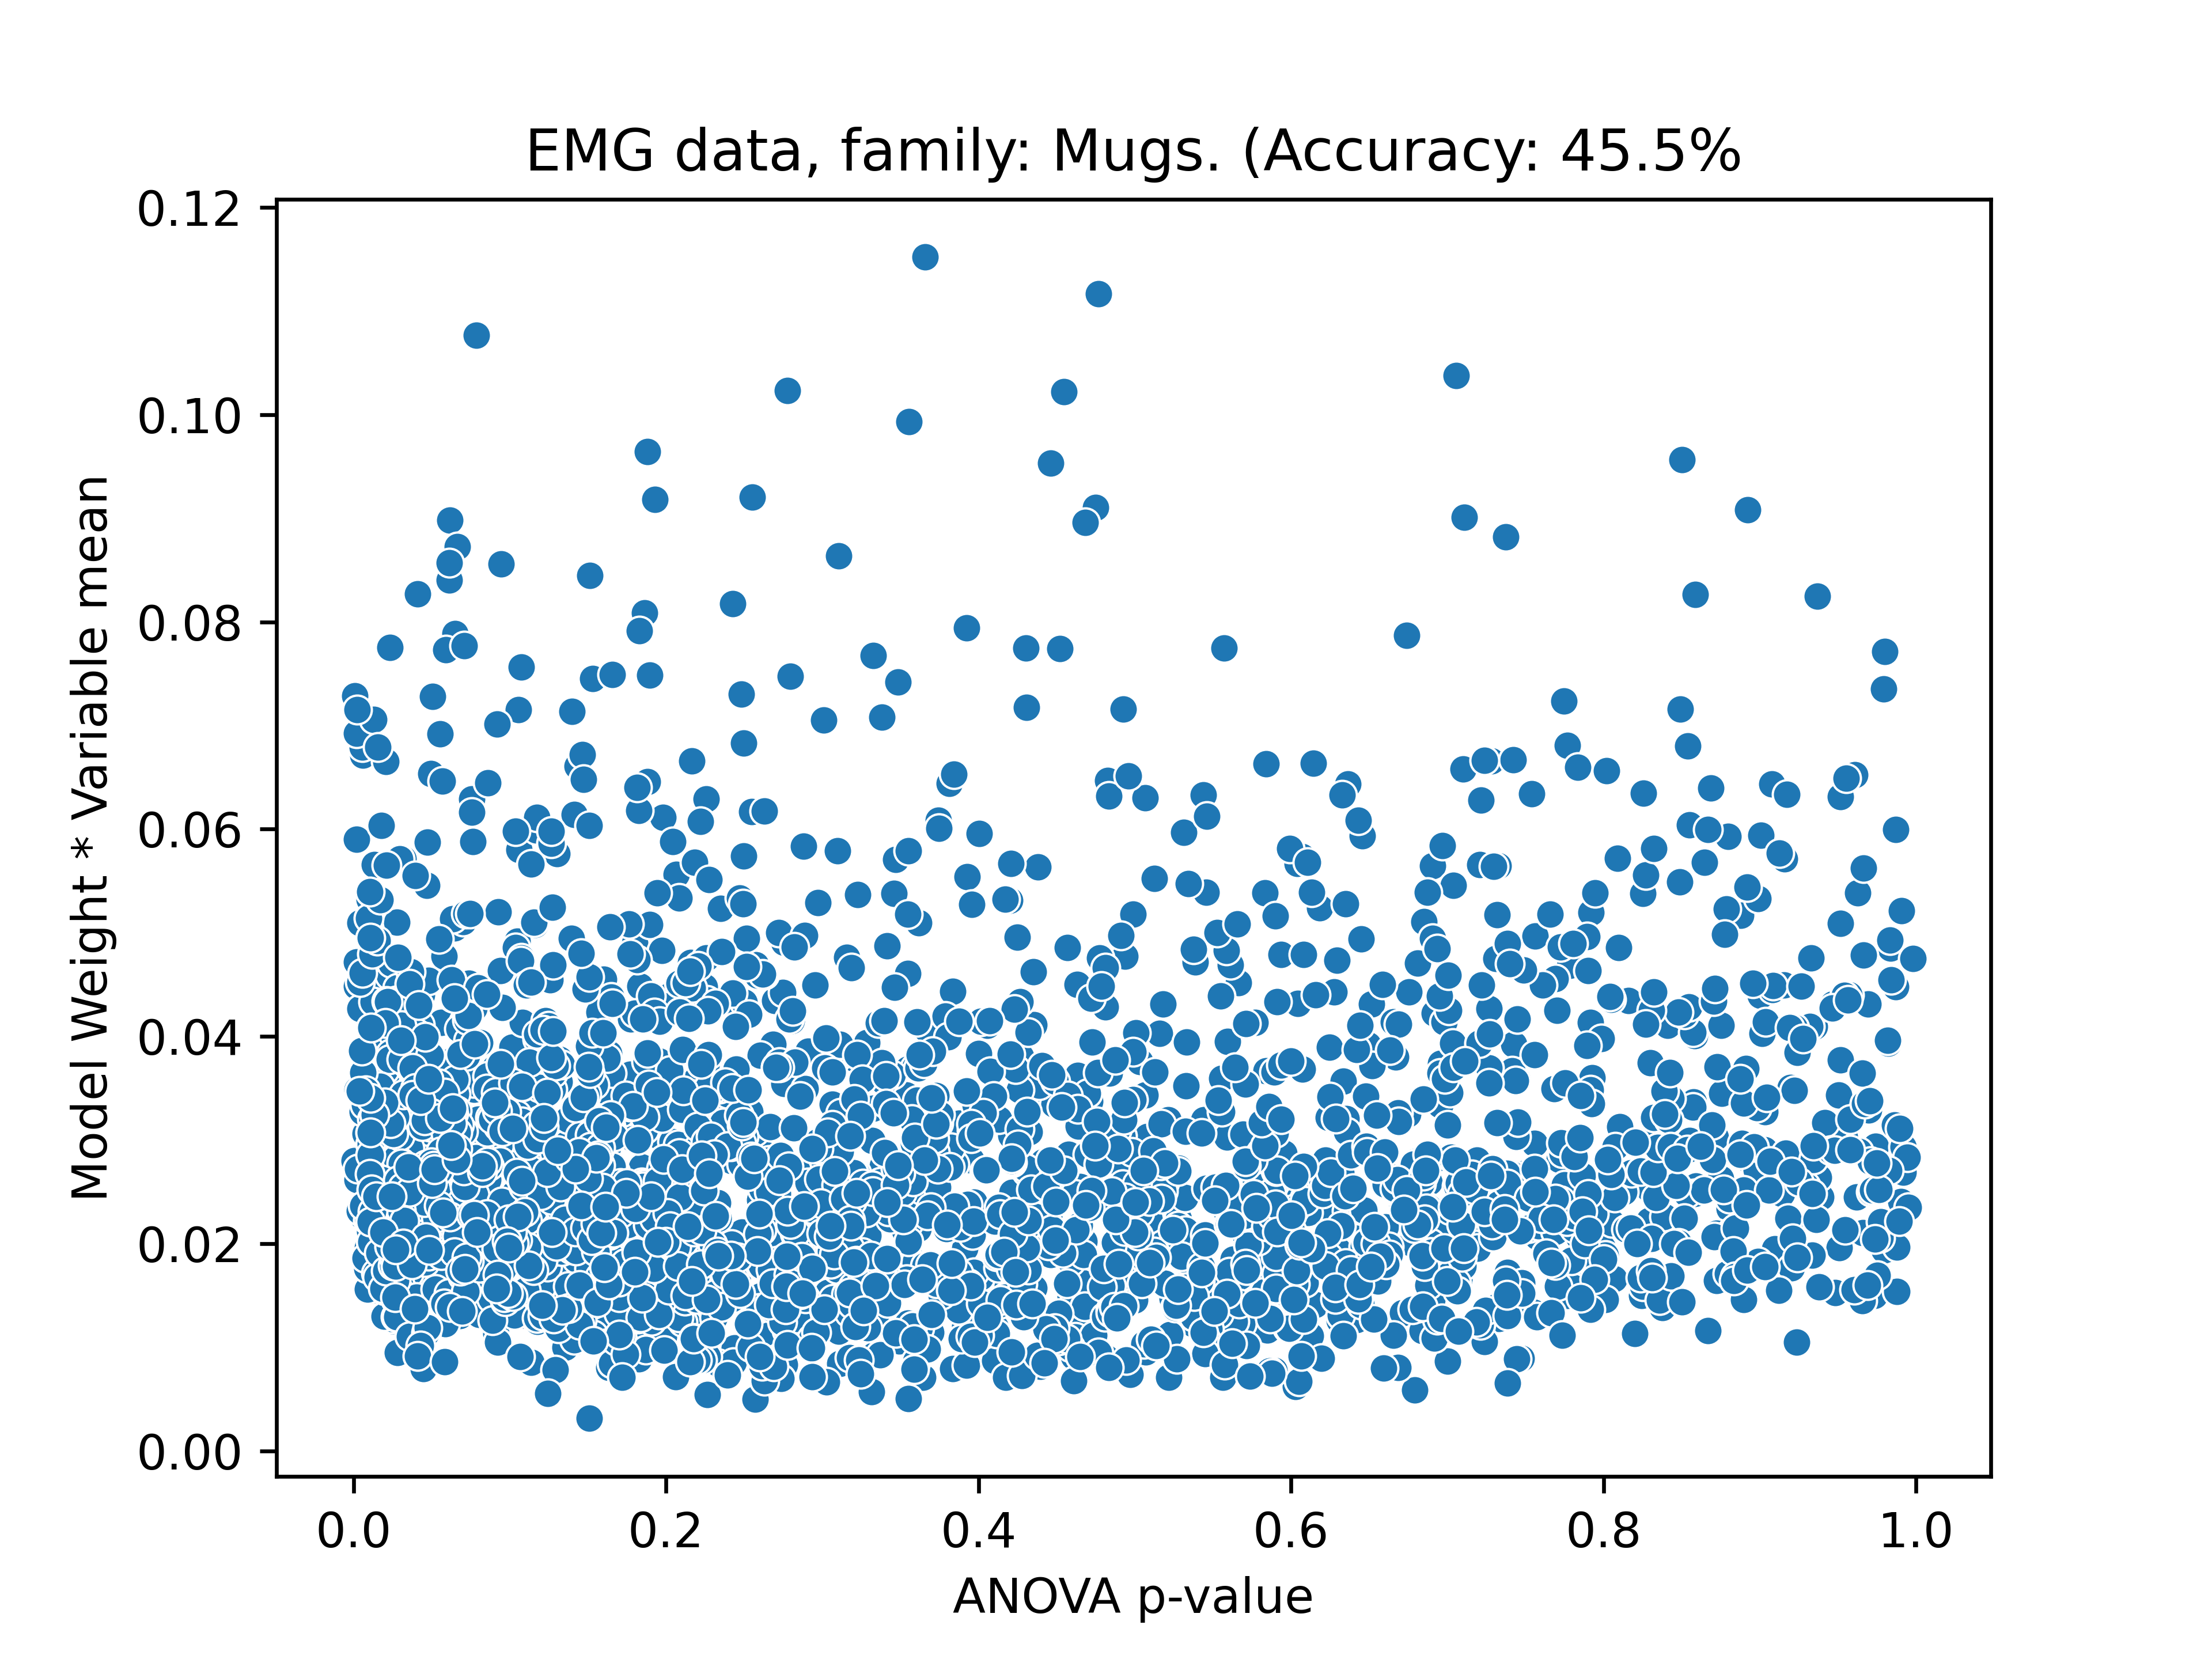 EMG data, family: Mugs. (Accuracy: 45.5%
0.12
0.10
0.08
0.06
0.04
0.02
0.00
Model Weight * Variable mean
0.0 0.2 0.4 0.6 0.8 1.0
ANOVA p-value